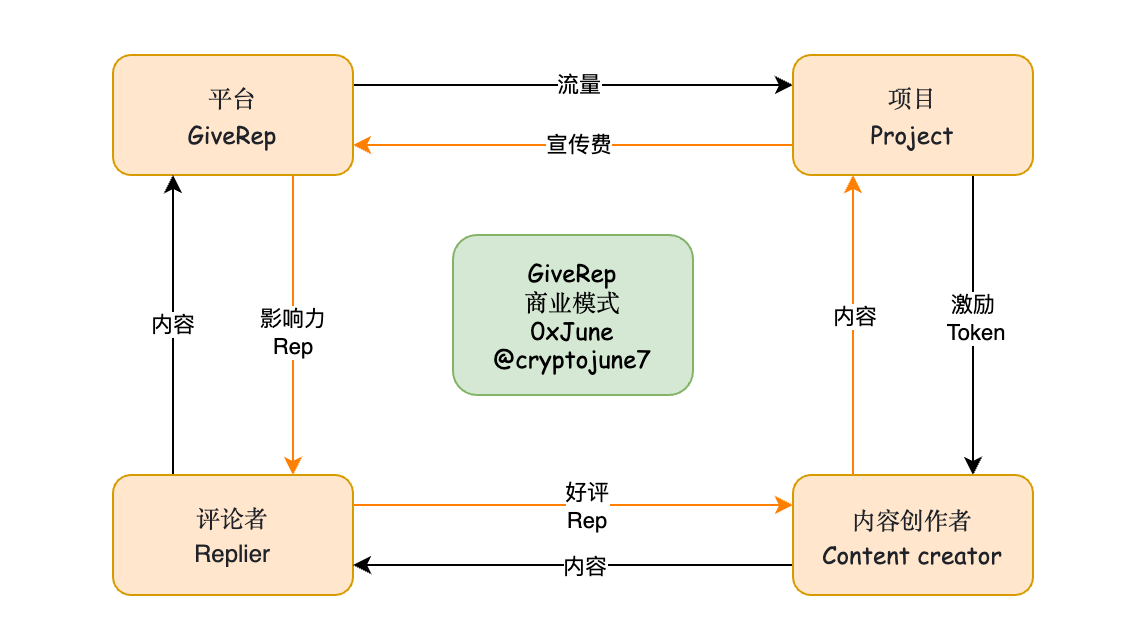 平台
GiveRep
流量
项目
Project
宣传费
GiveRep
商业模式
0xJune
@cryptojune7
内容
影响力
Rep
内容
激励
Token
评论者
Replier
好评
Rep
内容
内容创作者
Content creator